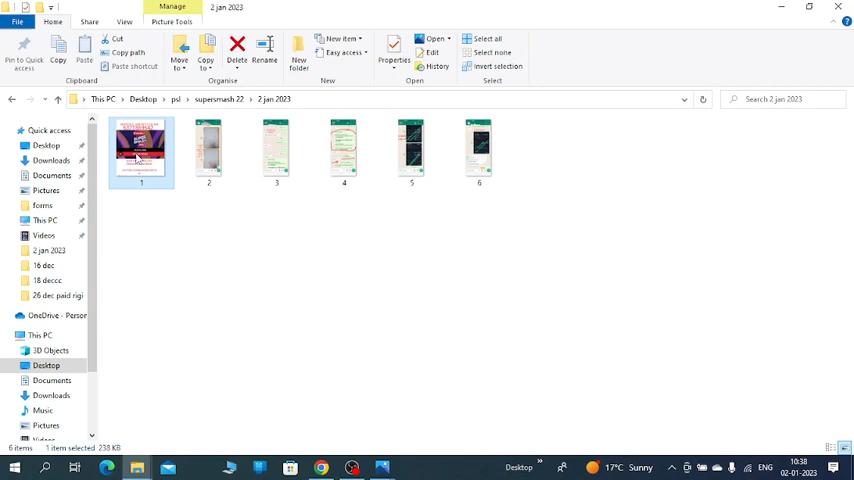 Manage
2 jan 2023
File
Home
Share
View
Picture Tools
Pin to Quick access
Copy
Paste
Cut
Copy path
Paste shortcut
Clipboard
Move to
Copy to
Delete
Rename
Organise
New folder
New item
Easy access
New
Properties
Open
Edit
History
Open
Select all
Select none
Invert selection
Select
This PC
Desktop
psl
supersmash 22
2 jan 2023
Search 2 jan 2023
Quick access
Desktop
Downloads
Documents
Pictures
forms
This PC
Videos
2 jan 2023
16 dec
18 deccc
26 dec paid rigi
OneDrive - Person
This PC
3D Objects
Desktop
Documents
Downloads
Music
Pictures
Videos
1
2
3
4
5
6
6 items
1 item selected 238 KB
Desktop
17°C Sunny
ENG
10:38
02-01-2023